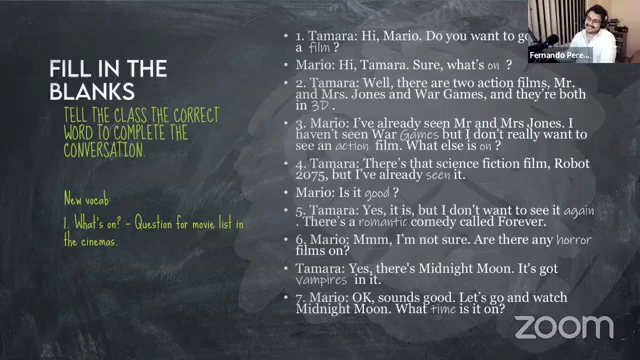 FILL IN THE
BLANKS
TELL THE CLASS THE CORRECT
WORD TO COMPLETE THE
CONVERSATION.
New vocab:
1. What's on? - Question for movie list in
the cinemas.
• 1. Tamara: Hi, Mario. Do you want to
a film ?
• Mario: Hi, Tamara. Sure, what's on ?
• 2. Tamara: Well, there are two action films, Mr.
and Mrs. Jones and War Games, and they're both
in 3D .
• 3. Mario: I've already seen Mr and Mrs Jones. I
haven't seen War Games but I don't really want to
see an action film. What else is on ?
• 4. Tamara: There's that science fiction film, Robot
2075, but I've already seen it.
Mario: Is it good ?
• 5. Tamara: Yes, it is, but I don't want to see it again
. There's a romantic comedy called Forever.
• 6. Mario: Mmm, I'm not sure. Are there any horror
films on?
Tamara: Yes, there's Midnight Moon. It's got
vampires in it.
• 7. Mario: OK, sounds good. Let's go and watch
Midnight Moon. What time is it on?
Fernando Pere...
zoom